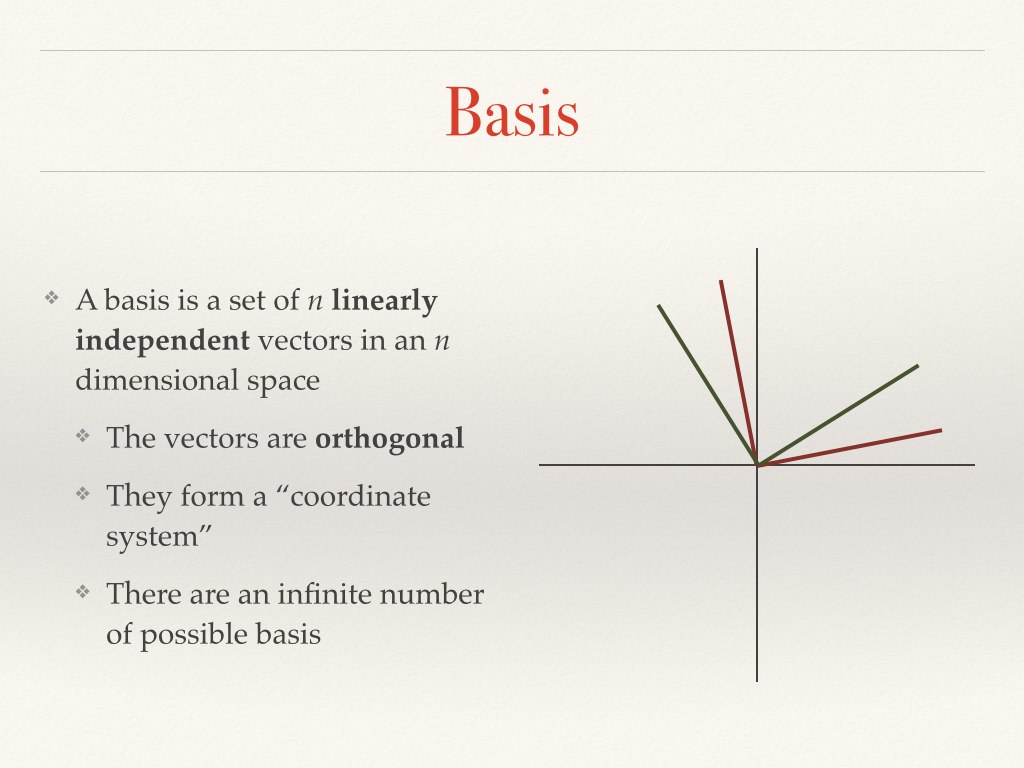 Basis
A basis is a set of n linearly
independent vectors in an n
dimensional space
The vectors are orthogonal
They form a “coordinate
system”
There are an infinite number
of possible basis